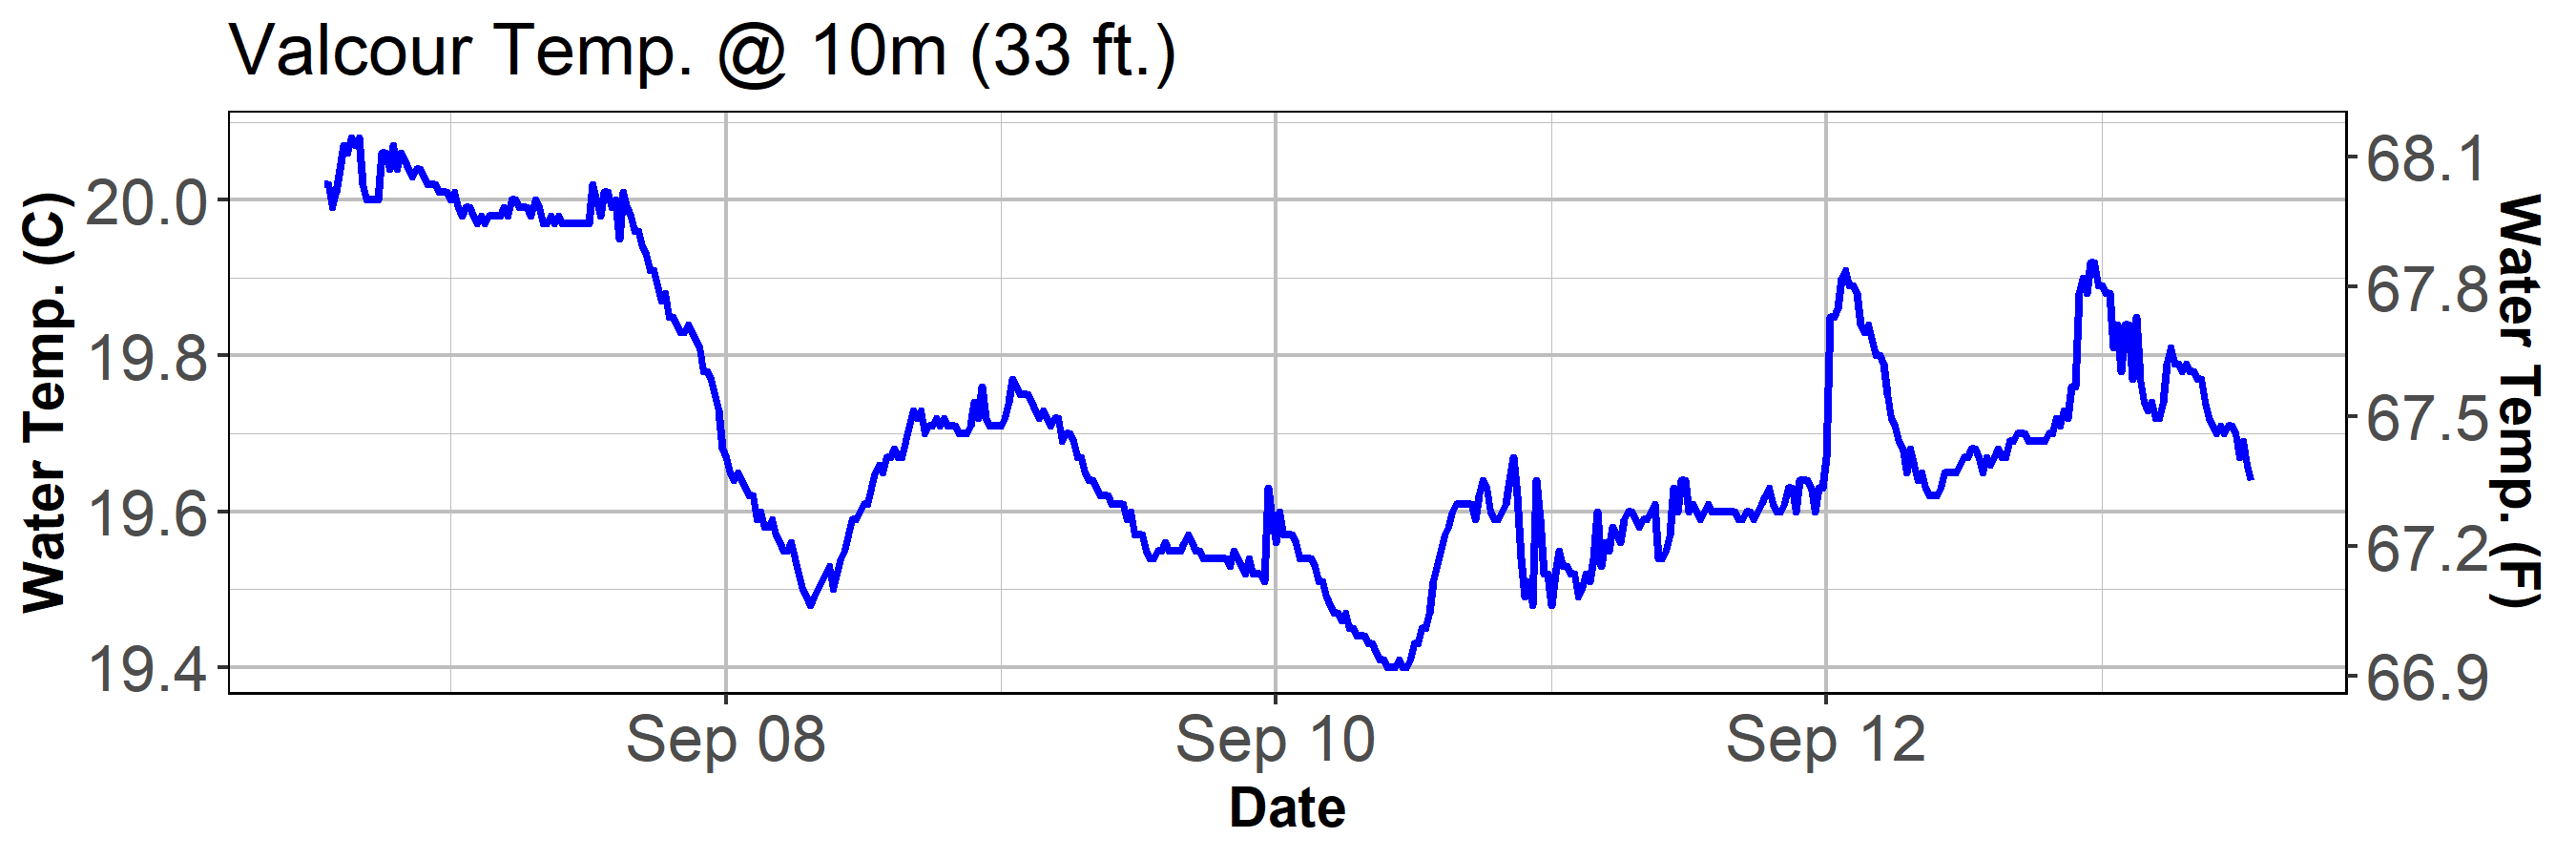 Valcour Temp. @ 10m (33 ft.)
Water Temp. (C)
20.0
19.8
19.6
19.4
68.1
67.8
67.5
67.2
66.9
Water Temp. (F)
Sep 08
Sep 10
Sep 12
Date